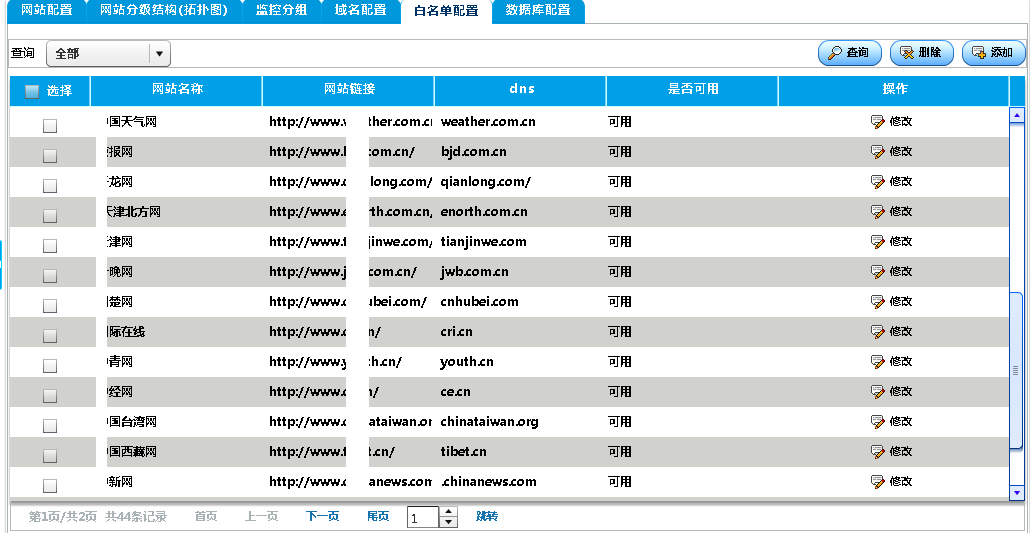 网站配置 网站分级结构(拓扑图) 监控分组 域名配置 白名单配置 数据库配置
查询 全部 查询 删除 添加
选择 网站名称 网站链接 dns 是否可用 操作
国天气网 http://www. ther.com.c weather.com.cn 可用 修改
报网 http://www. .com.cn/ bjd.com.cn 可用 修改
龙网 http://www. long.com/ qianlong.com/ 可用 修改
天津北方网 http://www. rth.com.cn, enorth.com.cn 可用 修改
津网 http://www. jinwe.com/ tianjinwe.com 可用 修改
晚网 http://www.j .com.cn/ jwb.com.cn 可用 修改
楚网 http://www. ubei.com/ cnhubei.com 可用 修改
际在线 http://www. n/ cri.cn 可用 修改
青网 http://www.y h.cn/ youth.cn 可用 修改
经网 http://www. / ce.cn 可用 修改
国台湾网 http://www. ataiwan.or chinataiwan.org 可用 修改
国西藏网 http://www. t.cn/ tibet.cn 可用 修改
新网 http://www. anews.com .chinanews.com 可用 修改
第1页/共2页 共44条记录 首页 上一页 下一页 尾页 1 跳转